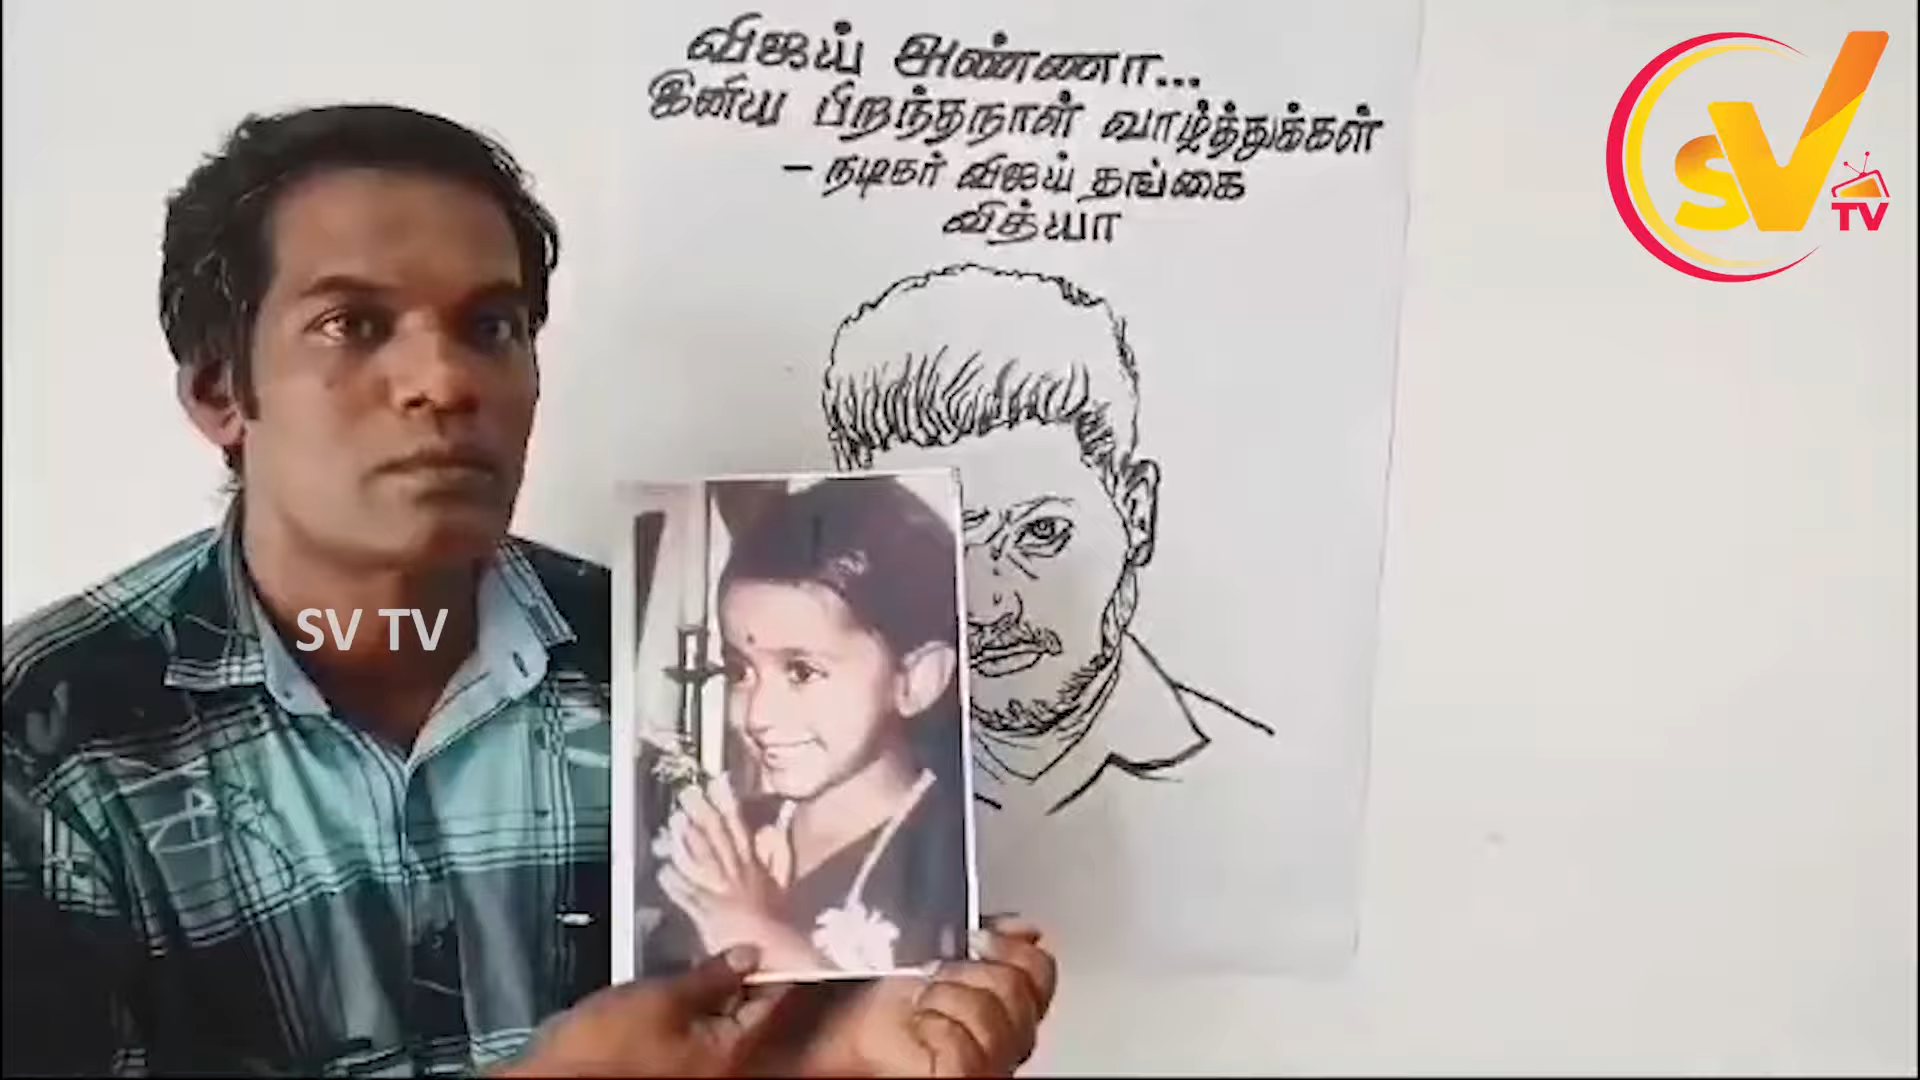 விஜய் அண்ணா...
இனிய பிறந்தநாள் வாழ்த்துக்கள்
– நடிகர் விஜய் தங்கை
வித்யா
SV
TV
SV TV